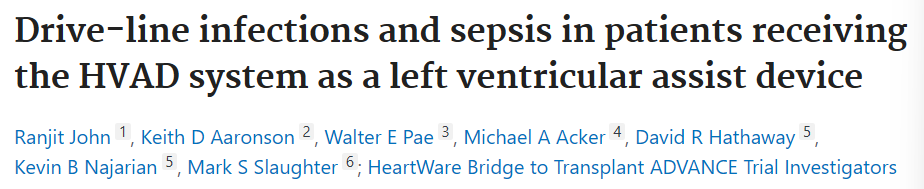 Drive-line infections and sepsis in patients receiving
the HVAD system as a left ventricular assist device
Ranjit John 1, Keith D Aaronson 2, Walter E Pae 3, Michael A Acker 4, David R Hathaway 5,
Kevin B Najarian 5, Mark S Slaughter 6; HeartWare Bridge to Transplant ADVANCE Trial Investigators